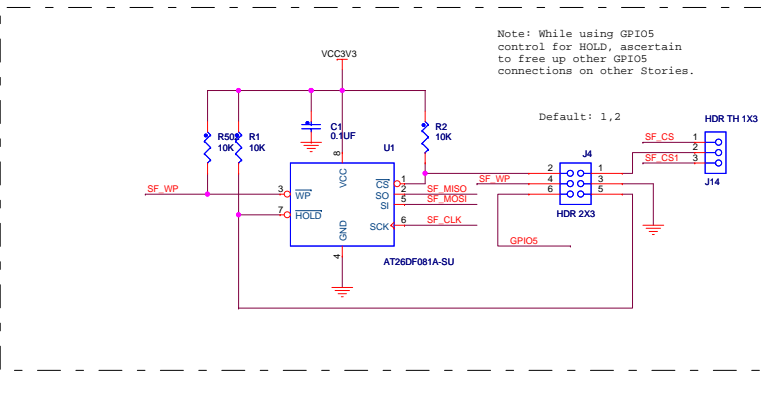 Note: While using GPIO5
control for HOLD, ascertain
to free up other GPIO5
connections on other Stories.
VCC3V3
Default: 1,2
HDR TH 1X3
C1
0.1UF
R2
10K
R1
10K
10K
U1
J4
SF_CS
1
2
SF_CS1
3
J14
8
VCC
SF_WP
3
WP
7
HOLD
CS
1
SO
2
SF_MISO
SI
5
SF_MOSI
SCK
6
SF_CLK
GND
4
AT26DF081A-SU
SF_WP
2
1
4
3
6
5
HDR 2X3
GPIO5